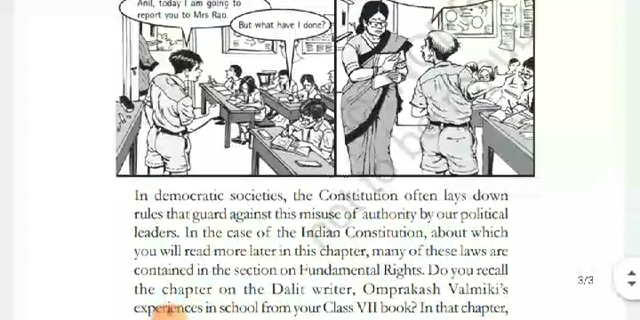 Anil, today I am going to
report you to Mrs Rao.
But what have I done?
In democratic societies, the Constitution often lays down
rules that guard against this misuse of authority by our political
leaders. In the case of the Indian Constitution, about which
you will read more later in this chapter, many of these laws are
contained in the section on Fundamental Rights. Do you recall
the chapter on the Dalit writer, Omprakash Valmiki's
experiences in school from your Class VII book? In that chapter,
3/3
not to be